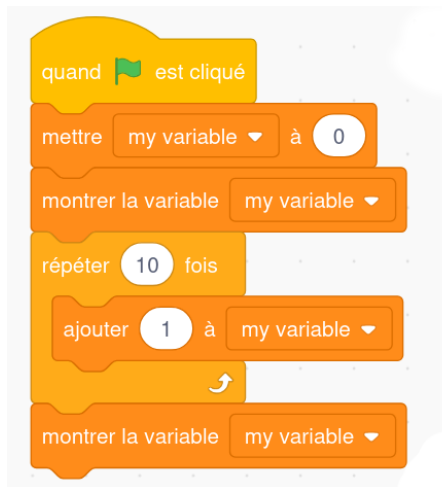 quand est cliqué
mettre my variable à 0
montrer la variable my variable
répéter 10 fois
ajouter 1 à my variable
montrer la variable my variable